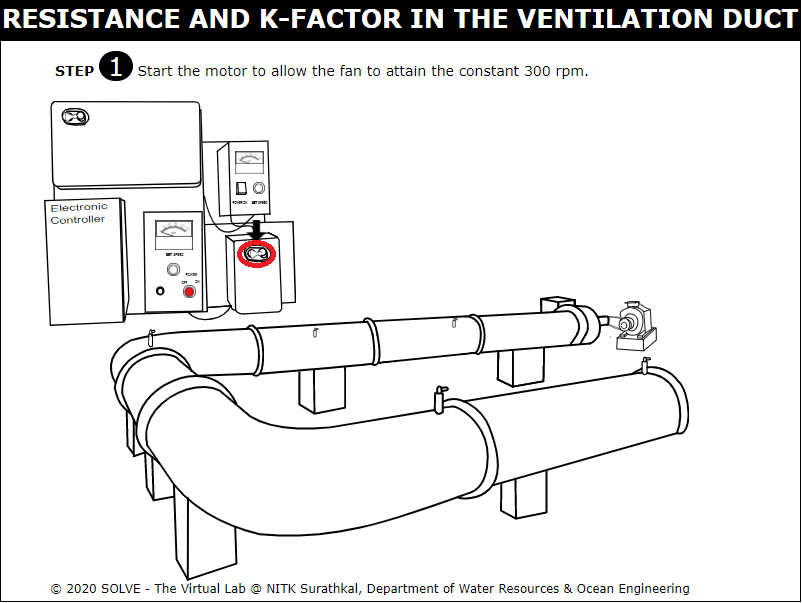 RESISTANCE AND K-FACTOR IN THE VENTILATION DUCT
STEP 1 Start the motor to allow the fan to attain the constant 300 rpm.
POWER ON SET SPEED
Electronic
Controller
SET SPEED
POWER
OFF ON
© 2020 SOLVE - The Virtual Lab @ NITK Surathkal, Department of Water Resources & Ocean Engineering